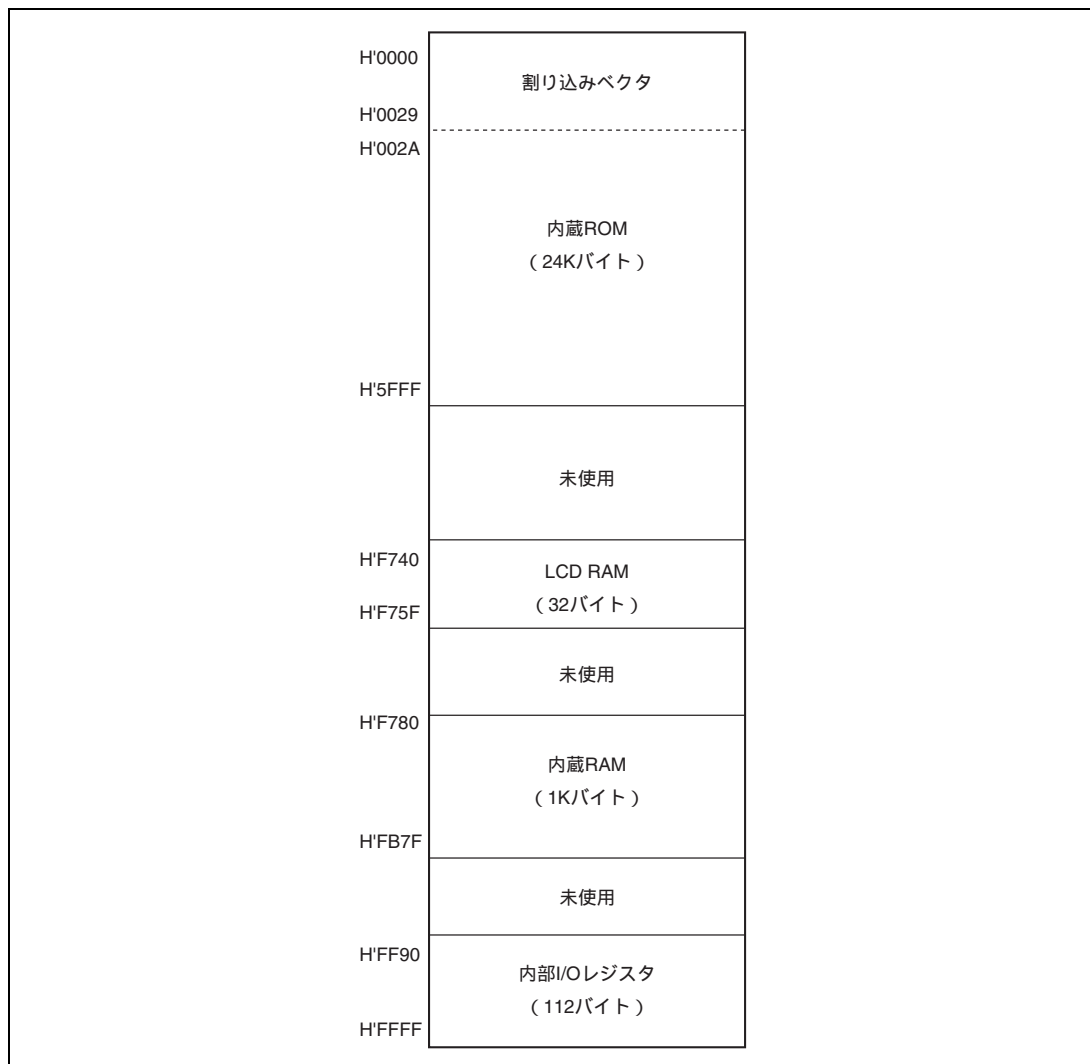 H'0000
割り込みベクタ
H'0029
H'002A
内蔵ROM
（24Kバイト）
H'5FFF
未使用
H'F740
LCD RAM
（32バイト）
H'F75F
未使用
H'F780
内蔵RAM
（1Kバイト）
H'FB7F
未使用
H'FF90
内部I/Oレジスタ
（112バイト）
H'FFFF